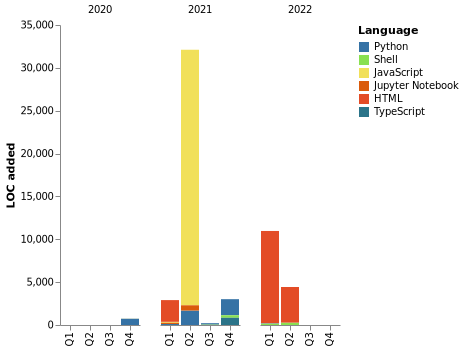 2020 2021 2022
Language
Python
Shell
JavaScript
Jupyter Notebook
HTML
TypeScript
LOC added
35,000
30,000
25,000
20,000
15,000
10,000
5,000
0
Q1 Q2 Q3 Q4 Q1 Q2 Q3 Q4 Q1 Q2 Q3 Q4